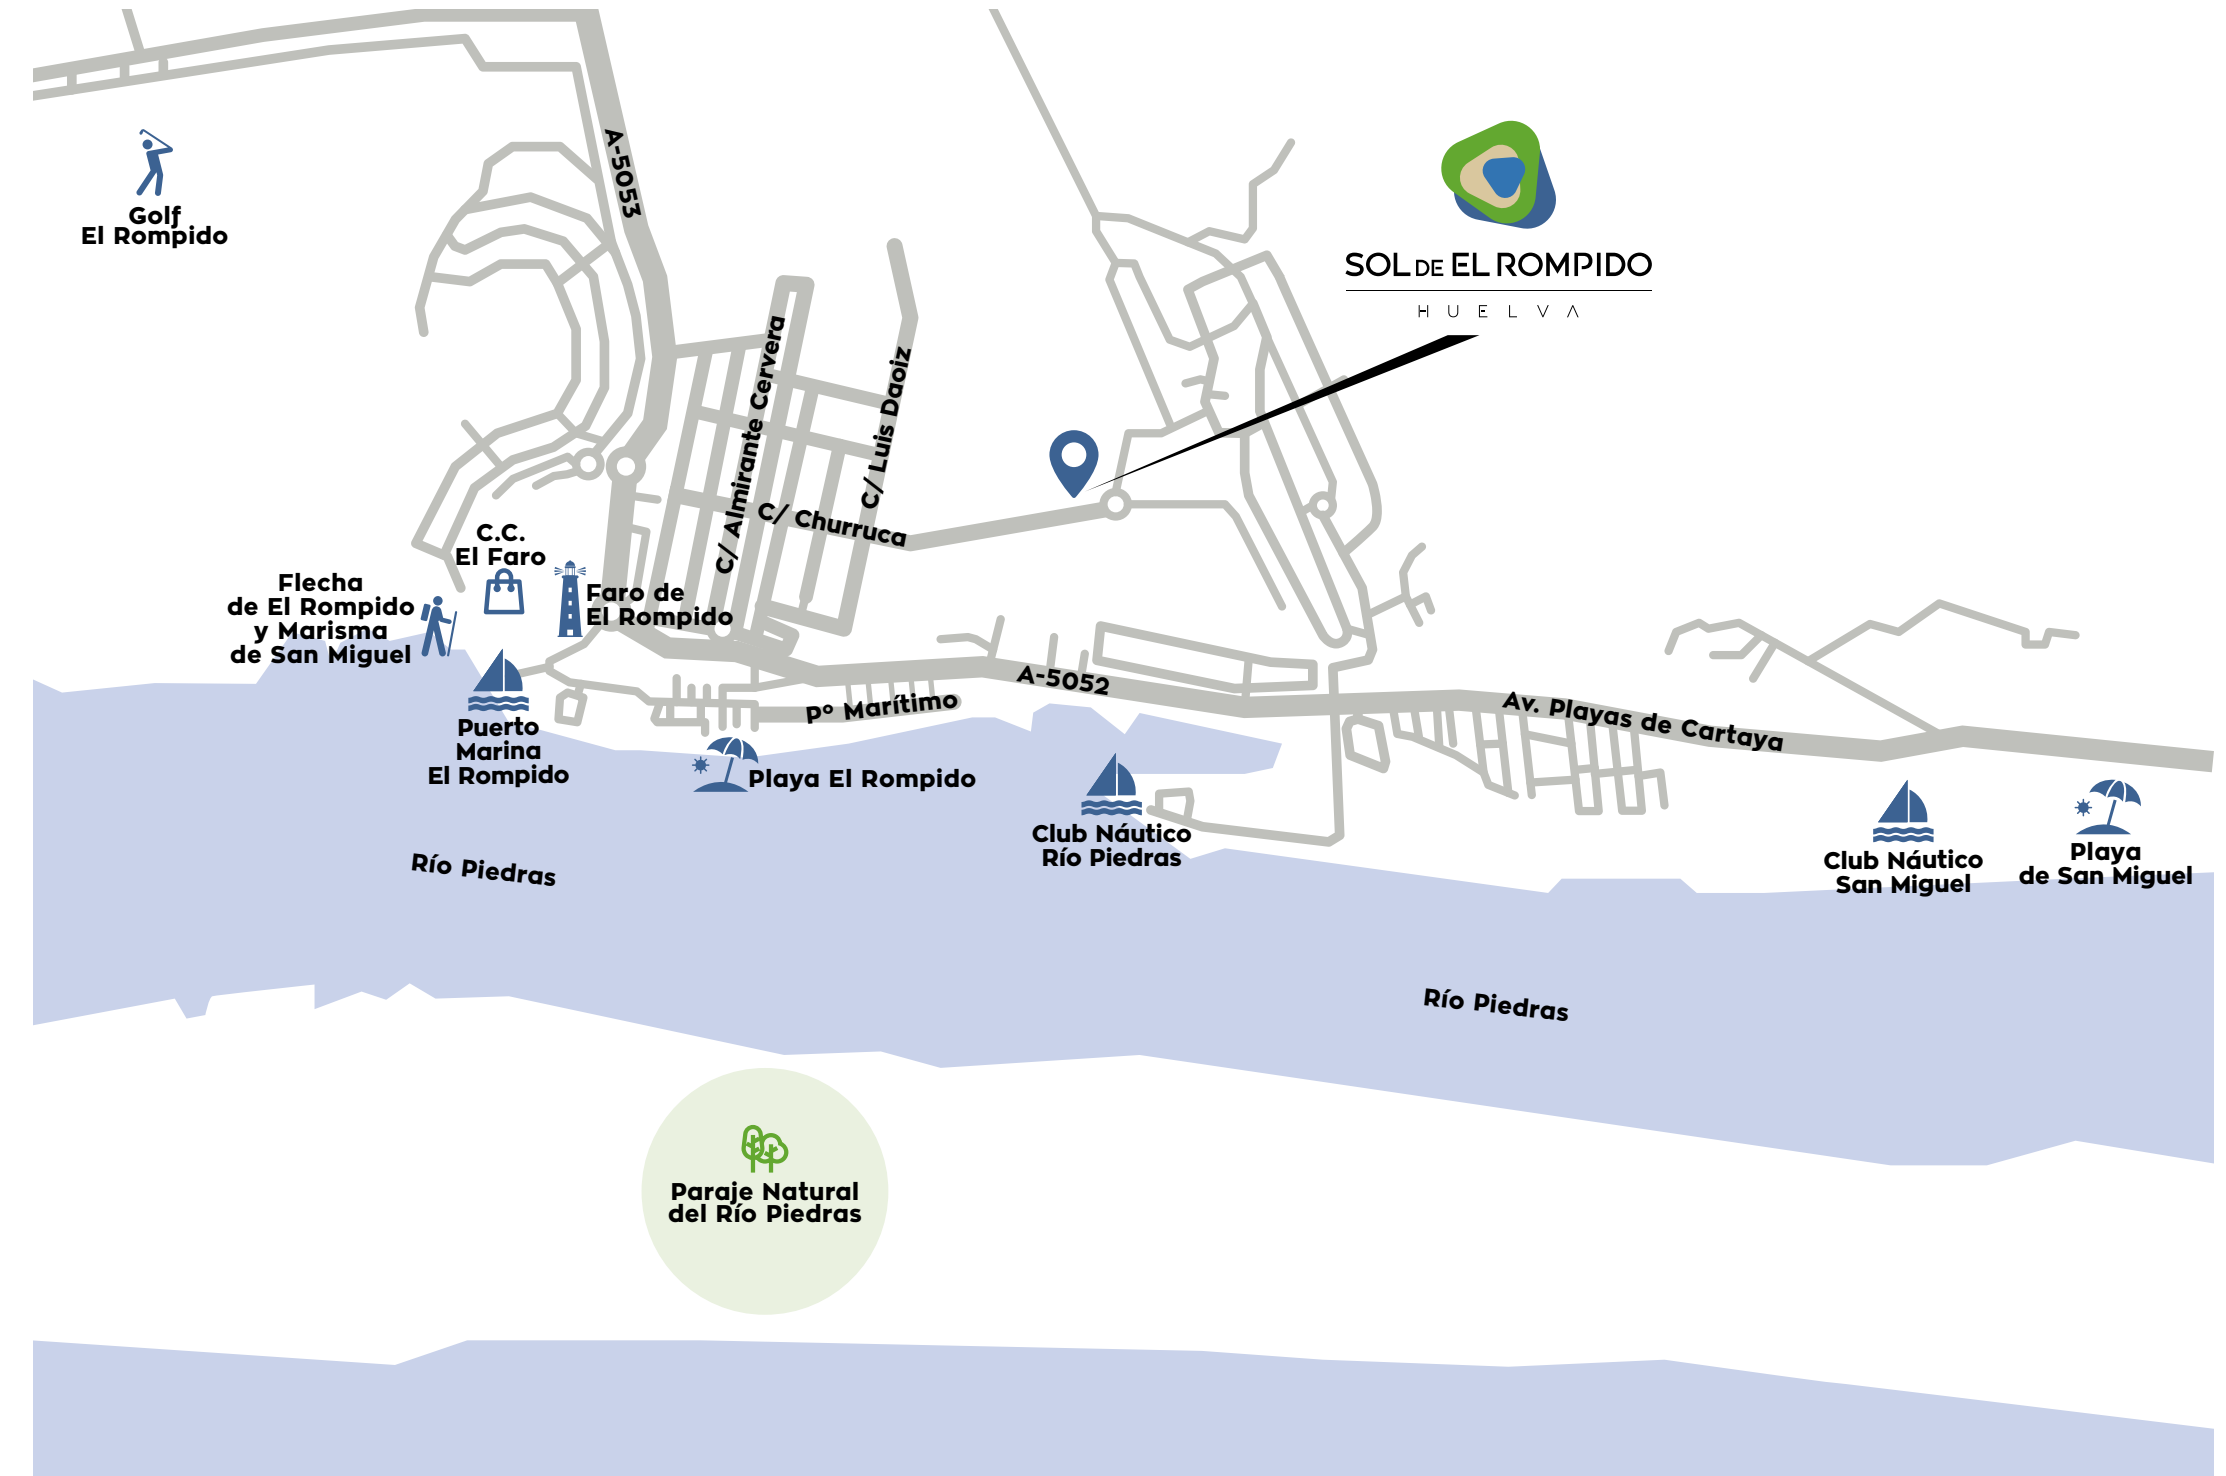 A-5053
Golf
El Rompido
SOL DE EL ROMPIDO
HUELVA
C/ Almirante Cervera
C/ Luis Daoiz
C/ Churruca
C.C.
El Faro
Flecha
de El Rompido
y Marisma
de San Miguel
Faro de
El Rompido
A-5052
Pº Marítimo
Av. Playas de Cartaya
Puerto
Marina
El Rompido
Playa El Rompido
Club Náutico
Río Piedras
Club Náutico
San Miguel
Playa
de San Miguel
Río Piedras
Río Piedras
Paraje Natural
del Río Piedras